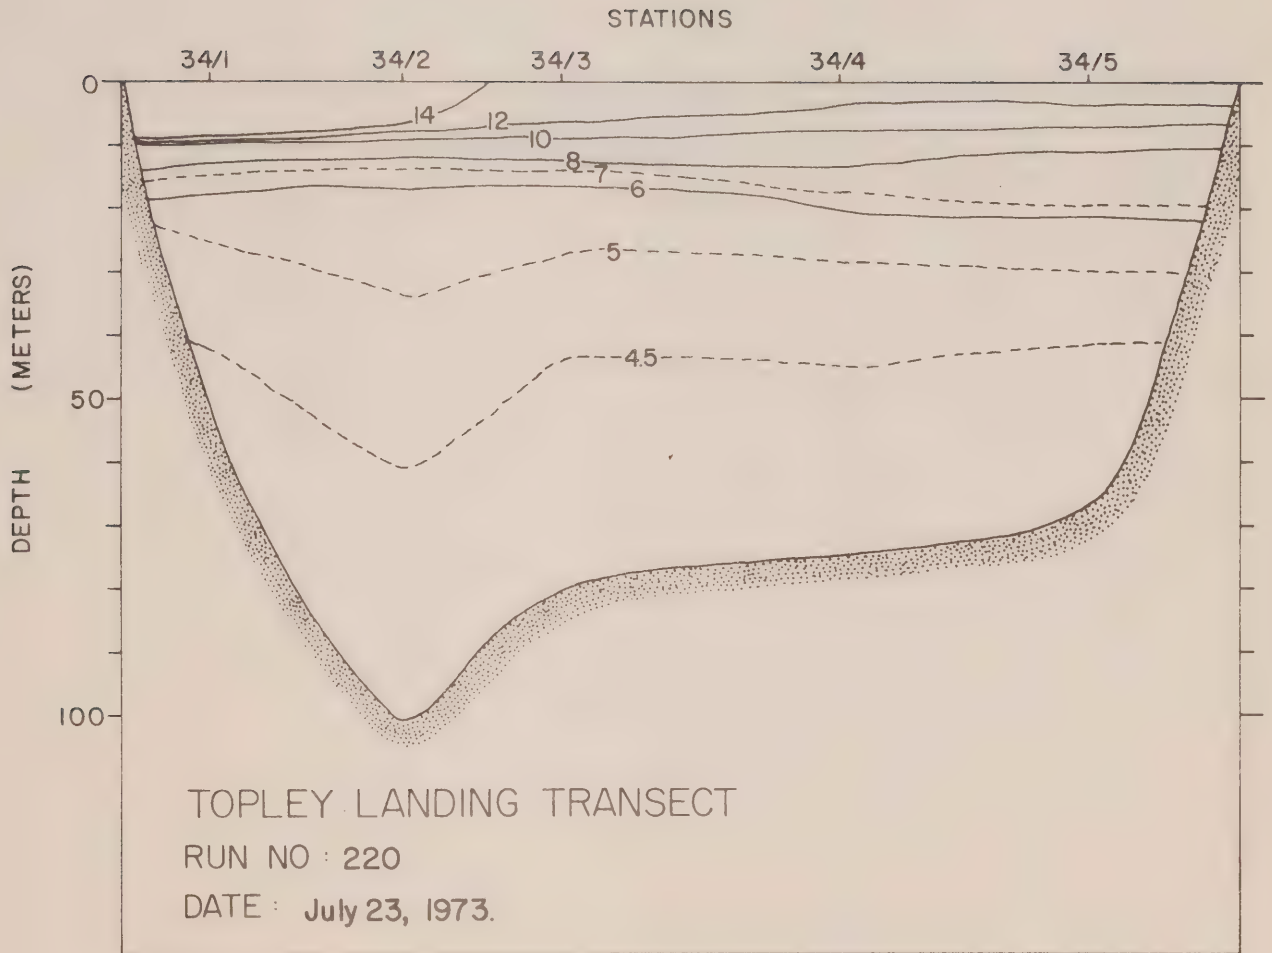 STATIONS
34/1 34/2 34/3 34/4 34/5
0
14
12
10
8
7
6
5
4.5
50
100
DEPTH (METERS)
TOPLEY LANDING TRANSECT
RUN NO : 220
DATE : July 23, 1973.